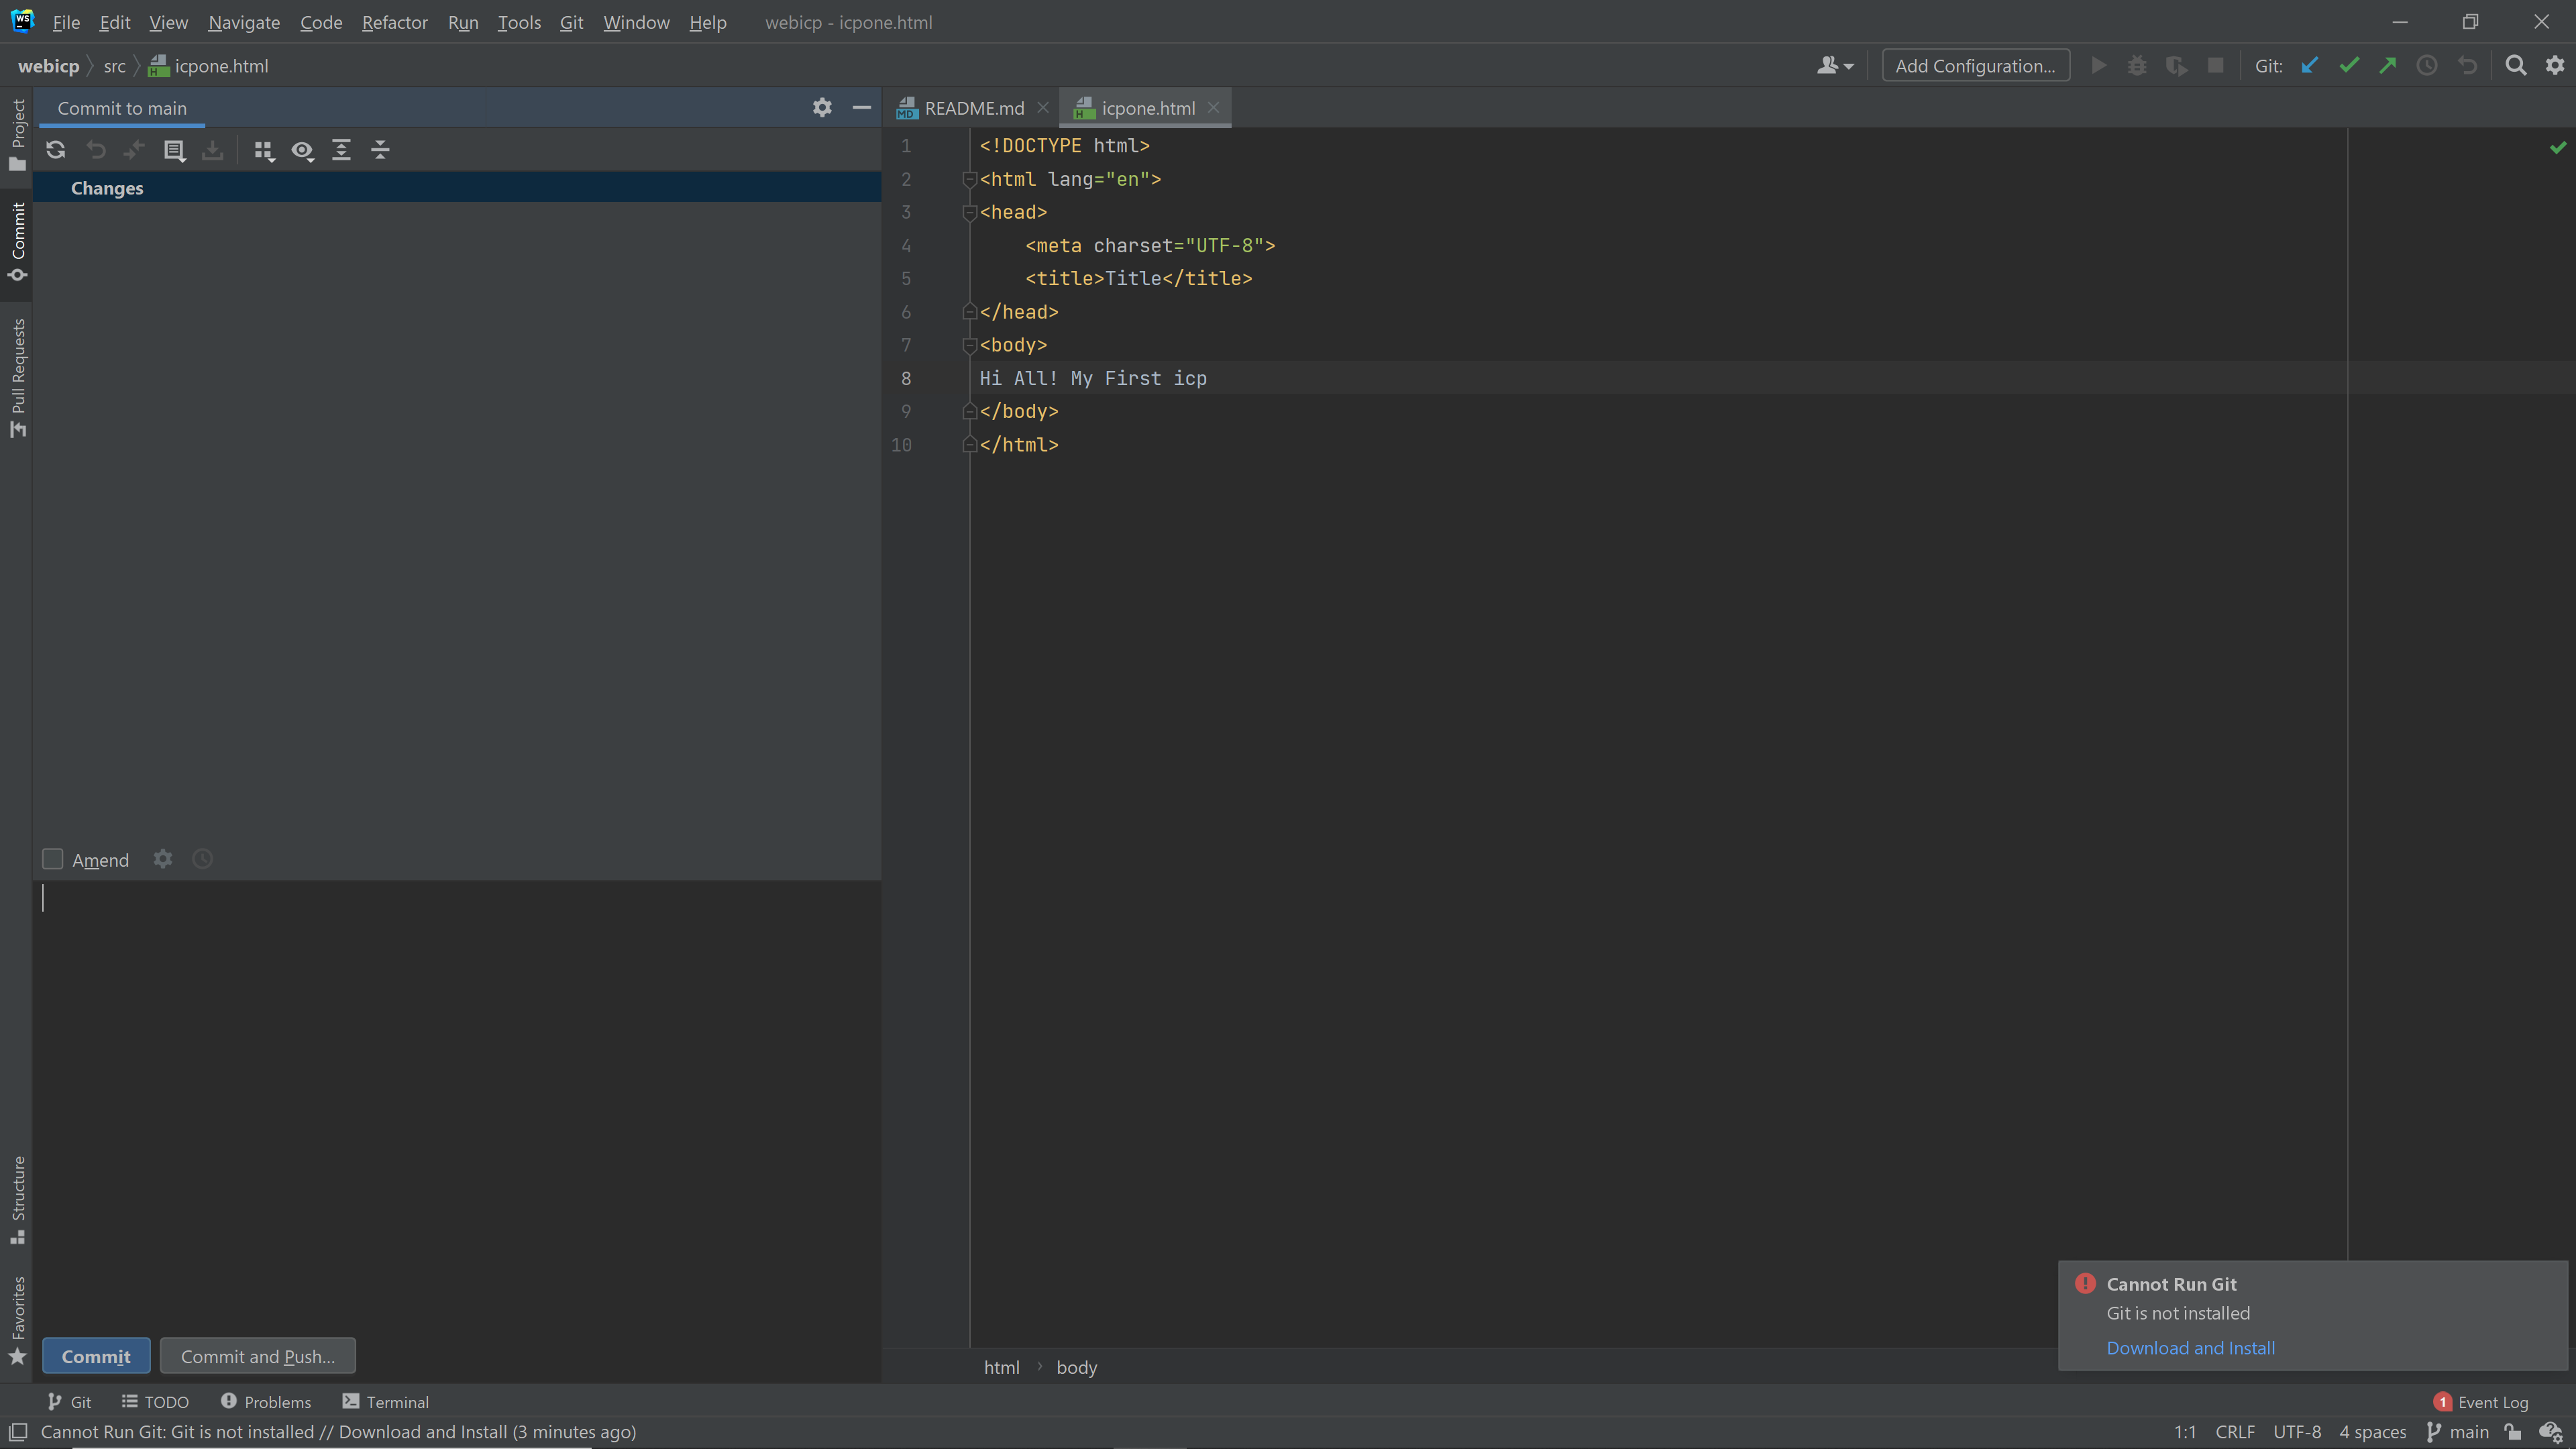 WS File Edit View Navigate Code Refactor Run Tools Git Window Help webicp - icpone.html
webicp src icpone.html Add Configuration... Git:
Project
Commit
Pull Requests
Structure
Favorites
Commit to main
Changes
Amend
Commit Commit and Push...
README.md icpone.html
1 <!DOCTYPE html>
2 <html lang="en">
3 <head>
4 <meta charset="UTF-8">
5 <title>Title</title>
6 </head>
7 <body>
8 Hi All! My First icp
9 </body>
10 </html>
html › body
Cannot Run Git
Git is not installed
Download and Install
Git TODO Problems Terminal 1 Event Log
Cannot Run Git: Git is not installed // Download and Install (3 minutes ago) 1:1 CRLF UTF-8 4 spaces main